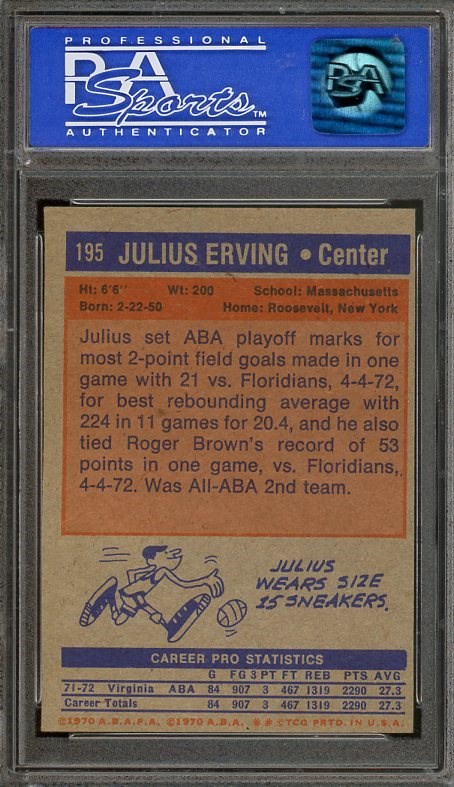 PROFESSIONAL
PSA
Sports™
AUTHENTICATOR
PSA
195 JULIUS ERVING • Center
Ht: 6'6" Wt: 200 School: Massachusetts
Born: 2-22-50 Home: Roosevelt, New York
Julius set ABA playoff marks for
most 2-point field goals made in one
game with 21 vs. Floridians, 4-4-72,
for best rebounding average with
224 in 11 games for 20.4, and he also
tied Roger Brown's record of 53
points in one game, vs. Floridians,
4-4-72. Was All-ABA 2nd team.
JULIUS
WEARS SIZE
15 SNEAKERS.
CAREER PRO STATISTICS
G FG 3PT FT REB PTS AVG
71-72 Virginia ABA 84 907 3 467 1319 2290 27.3
Career Totals 84 907 3 467 1319 2290 27.3
©1970 A.B.A.P.A. ©1970 A.B.A. * * ©TCG PRTD. IN U.S.A.